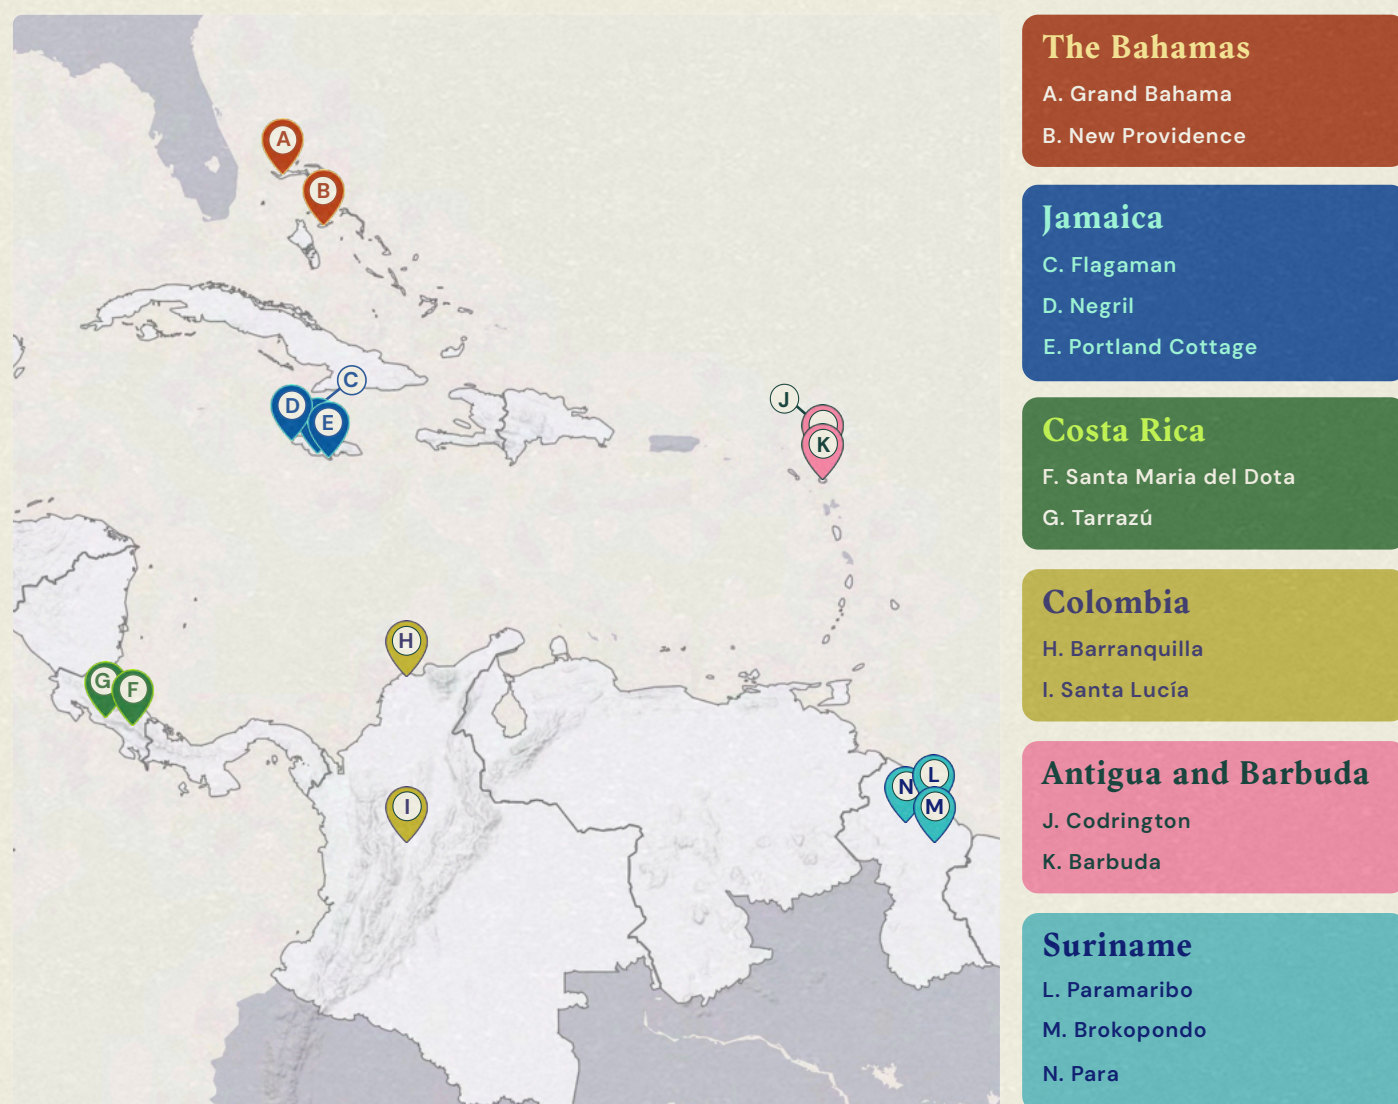 A
B
C
D
E
J
K
H
G
F
I
L
N
M
The Bahamas
A. Grand Bahama
B. New Providence
Jamaica
C. Flagaman
D. Negril
E. Portland Cottage
Costa Rica
F. Santa Maria del Dota
G. Tarrazú
Colombia
H. Barranquilla
I. Santa Lucía
Antigua and Barbuda
J. Codrington
K. Barbuda
Suriname
L. Paramaribo
M. Brokopondo
N. Para